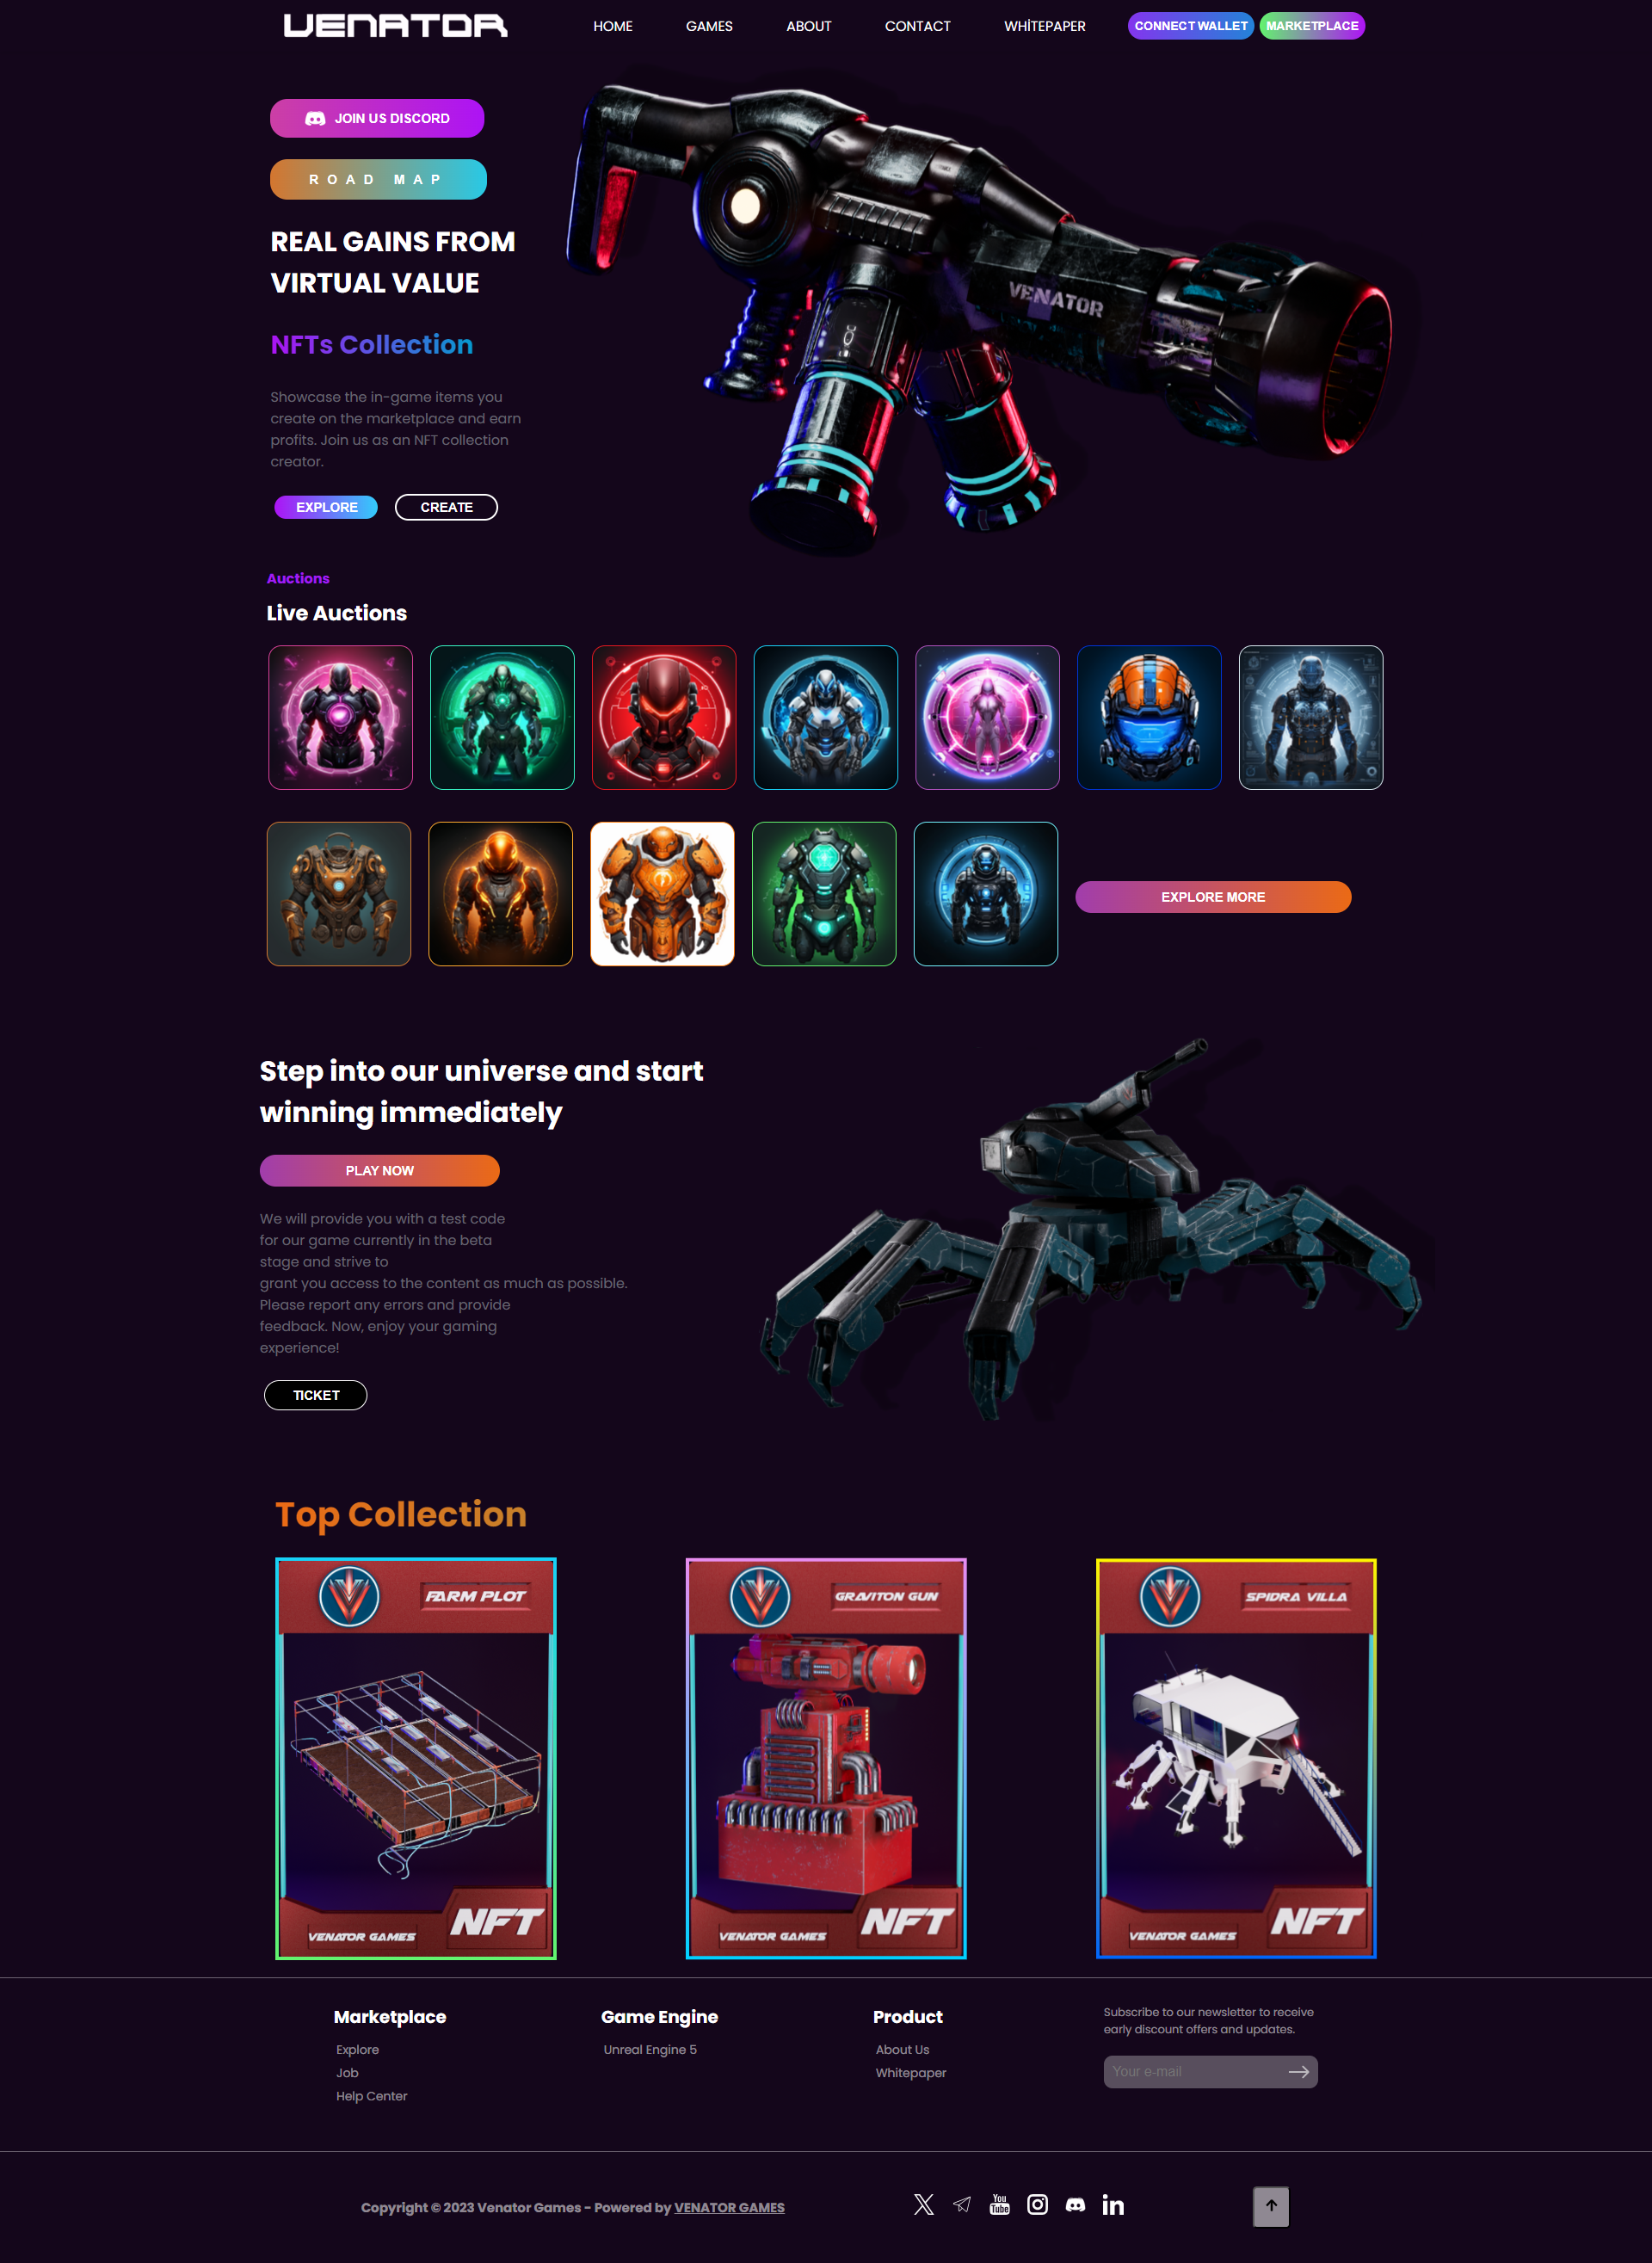 VENATOR
HOME
GAMES
ABOUT
CONTACT
WHİTEPAPER
CONNECT WALLET
MARKETPLACE
JOIN US DISCORD
ROAD MAP
REAL GAINS FROM
VIRTUAL VALUE
NFTs Collection
Showcase the in-game items you
create on the marketplace and earn
profits. Join us as an NFT collection
creator.
EXPLORE
CREATE
VENATOR
Auctions
Live Auctions
EXPLORE MORE
Step into our universe and start
winning immediately
PLAY NOW
We will provide you with a test code
for our game currently in the beta
stage and strive to
grant you access to the content as much as possible.
Please report any errors and provide
feedback. Now, enjoy your gaming
experience!
TICKET
Top Collection
FARM PLOT
VENATOR GAMES
NFT
GRAVITON GUN
VENATOR GAMES
NFT
SPIDRA VILLA
VENATOR GAMES
NFT
Marketplace
Explore
Job
Help Center
Game Engine
Unreal Engine 5
Product
About Us
Whitepaper
Subscribe to our newsletter to receive
early discount offers and updates.
Your e-mail
Copyright © 2023 Venator Games - Powered by VENATOR GAMES
You
Tube
in